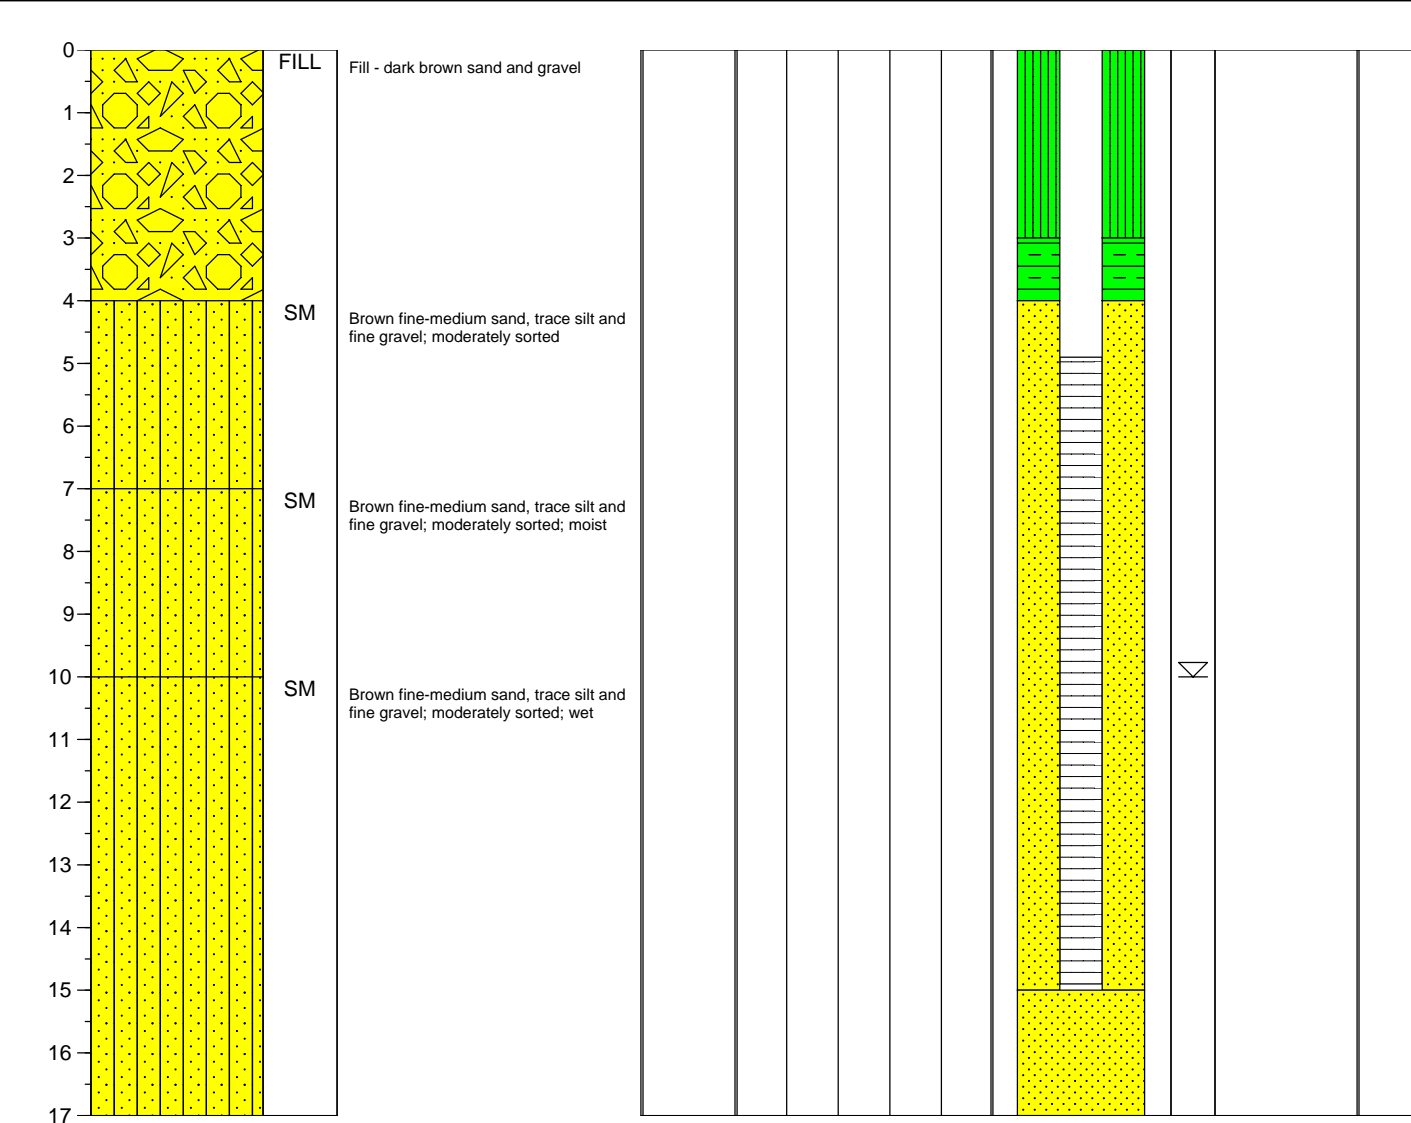 0
FILL
Fill - dark brown sand and gravel
1
2
3
4
SM
Brown fine-medium sand, trace silt and
fine gravel; moderately sorted
5
6
7
SM
Brown fine-medium sand, trace silt and
fine gravel; moderately sorted; moist
8
9
10
SM
Brown fine-medium sand, trace silt and
fine gravel; moderately sorted; wet
11
12
13
14
15
16
17